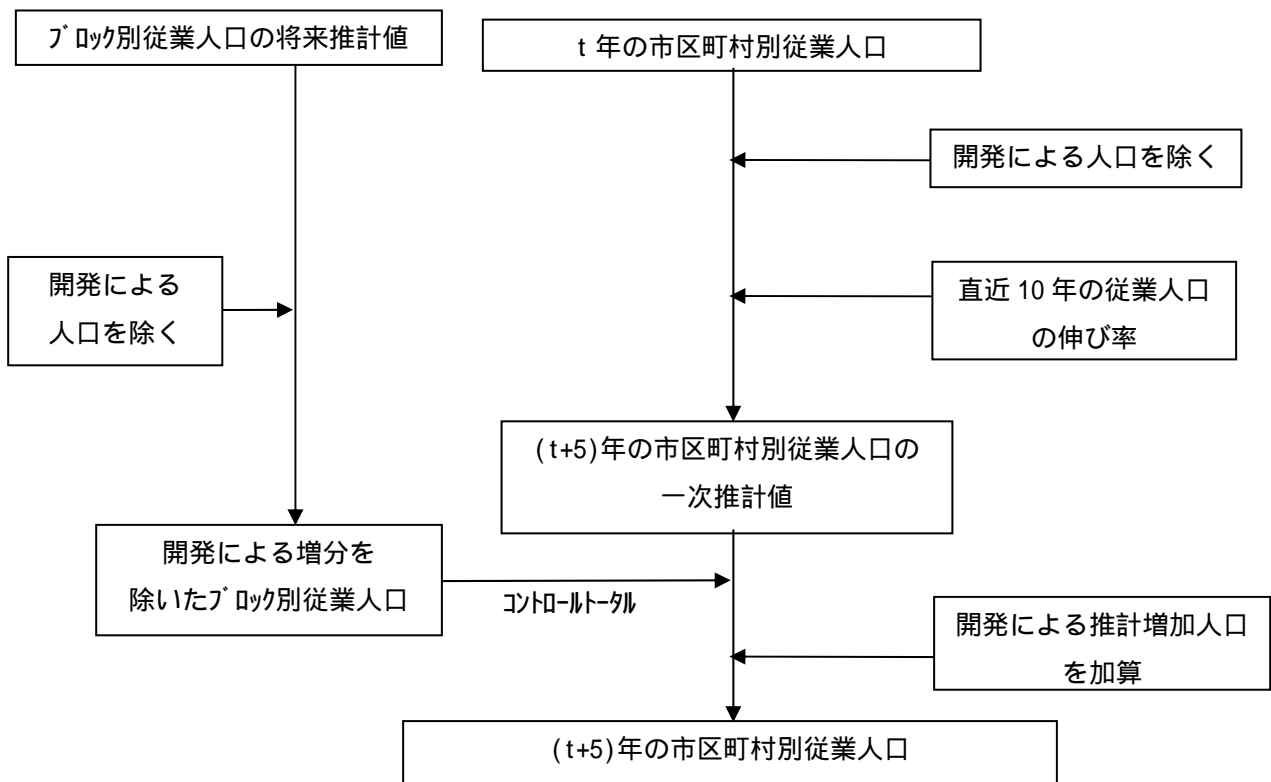 ﾌﾞﾛｯｸ別従業人口の将来推計値
t 年の市区町村別従業人口
開発による人口を除く
開発による
人口を除く
直近 10 年の従業人口
の伸び率
(t+5)年の市区町村別従業人口の
一次推計値
開発による増分を
除いたﾌﾞﾛｯｸ別従業人口
ｺﾝﾄﾛｰﾙﾄｰﾀﾙ
開発による推計増加人口
を加算
(t+5)年の市区町村別従業人口